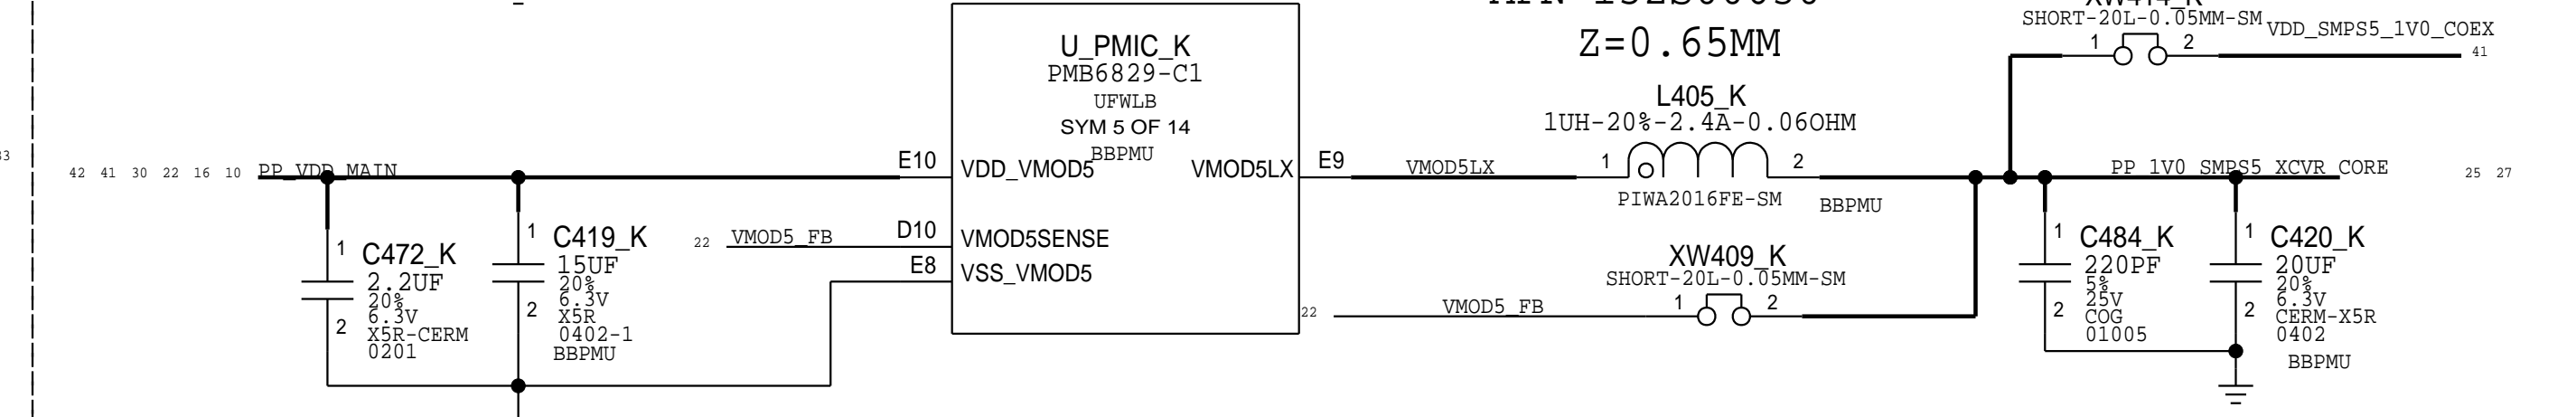 XW414_K
SHORT-20L-0.05MM-SM
VDD_SMPS5_1V0_COEX
1 2
41
Z=0.65MM
U_PMIC_K
PMB6829-C1
UFWLB
SYM 5 OF 14
BBPMU
L405_K
1UH-20%-2.4A-0.06OHM
42 41 30 22 16 10 PP_VDD_MAIN
E10 VDD_VMOD5
VMOD5LX E9
VMOD5LX
1 2
PIWA2016FE-SM
BBPMU
PP_1V0_SMPS5_XCVR_CORE
25 27
22 VMOD5_FB
D10 VMOD5SENSE
E8 VSS_VMOD5
1
C472_K
2.2UF
20%
6.3V
X5R-CERM
0201
2
1
C419_K
15UF
20%
6.3V
X5R
0402-1
BBPMU
2
XW409_K
SHORT-20L-0.05MM-SM
22 VMOD5_FB
1 2
1
C484_K
220PF
5%
25V
COG
01005
2
1
C420_K
20UF
20%
6.3V
CERM-X5R
0402
BBPMU
2